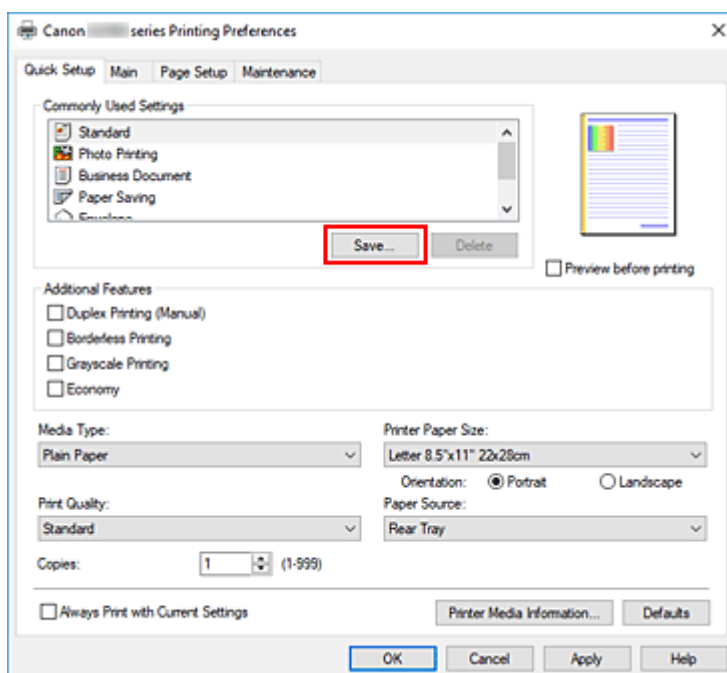 Canon series Printing Preferences
Quick Setup Main Page Setup Maintenance
Commonly Used Settings
Standard
Photo Printing
Business Document
Paper Saving
Envelope
Save... Delete
Preview before printing
Additional Features
Duplex Printing (Manual)
Borderless Printing
Grayscale Printing
Economy
Media Type: Printer Paper Size:
Plain Paper Letter 8.5"x11" 22x28cm
Orientation: Portrait Landscape
Print Quality: Paper Source:
Standard Rear Tray
Copies: 1 (1-999)
Always Print with Current Settings Printer Media Information... Defaults
OK Cancel Apply Help